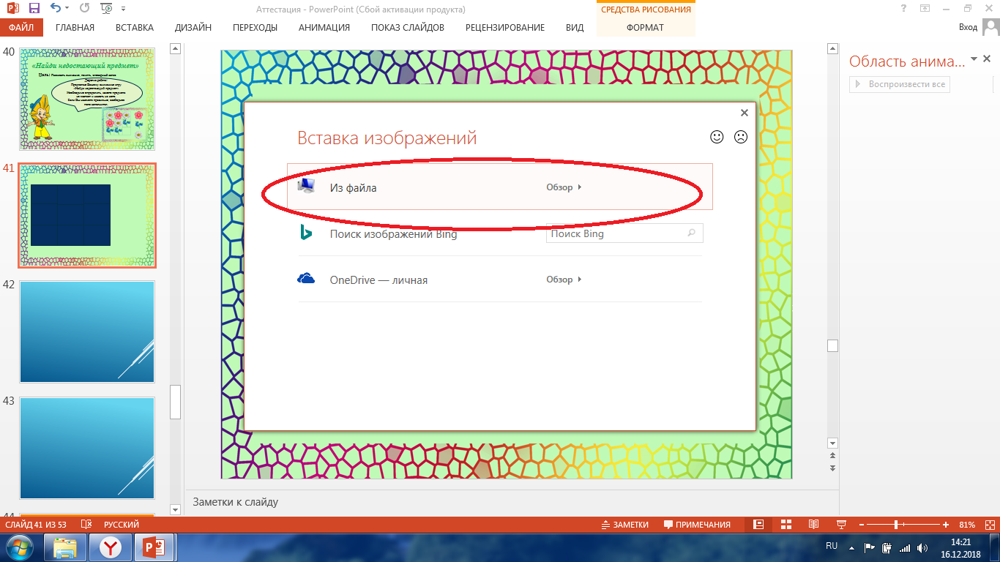 Аттестация - PowerPoint (Сбой активации продукта)
СРЕДСТВА РИСОВАНИЯ
ФАЙЛ ГЛАВНАЯ ВСТАВКА ДИЗАЙН ПЕРЕХОДЫ АНИМАЦИЯ ПОКАЗ СЛАЙДОВ РЕЦЕНЗИРОВАНИЕ ВИД ФОРМАТ Вход
40
«Найди недостающий предмет»
41
42
43
44
Вставка изображений
Из файла Обзор
Поиск изображений Bing Поиск Bing
OneDrive — личная Обзор
Область анима...
Воспроизвести все
Заметки к слайду
СЛАЙД 41 ИЗ 53 РУССКИЙ ЗАМЕТКИ ПРИМЕЧАНИЯ 81%
RU 14:21
16.12.2018